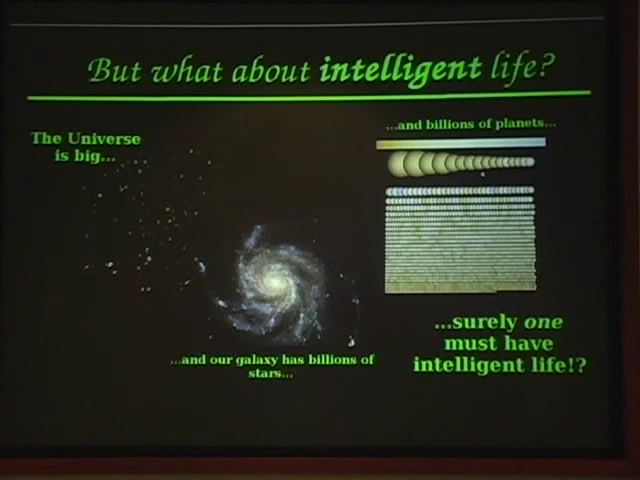 But what about intelligent life?
The Universe
is big...
...and billions of planets...
...and our galaxy has billions of
stars...
...surely one
must have
intelligent life!?